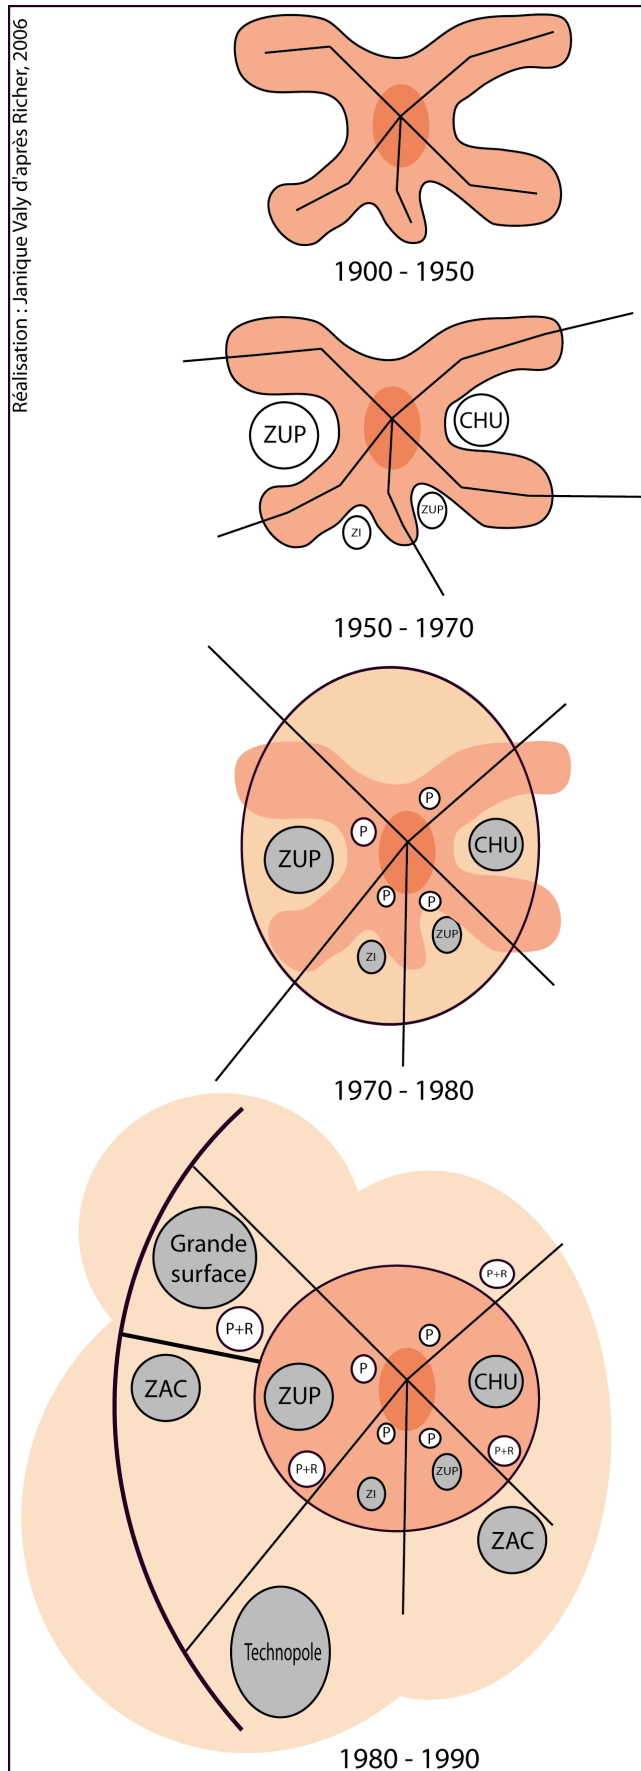 Réalisation : Janique Valy d'après Richer, 2006
1900 - 1950
ZUP
CHU
ZI
ZUP
1950 - 1970
P
P
ZUP
CHU
P
P
ZUP
ZI
1970 - 1980
Grande
surface
P+R
P+R
P
ZAC
P
ZUP
CHU
P
P
P+R
P+R
ZUP
ZI
ZAC
Technopole
1980 - 1990